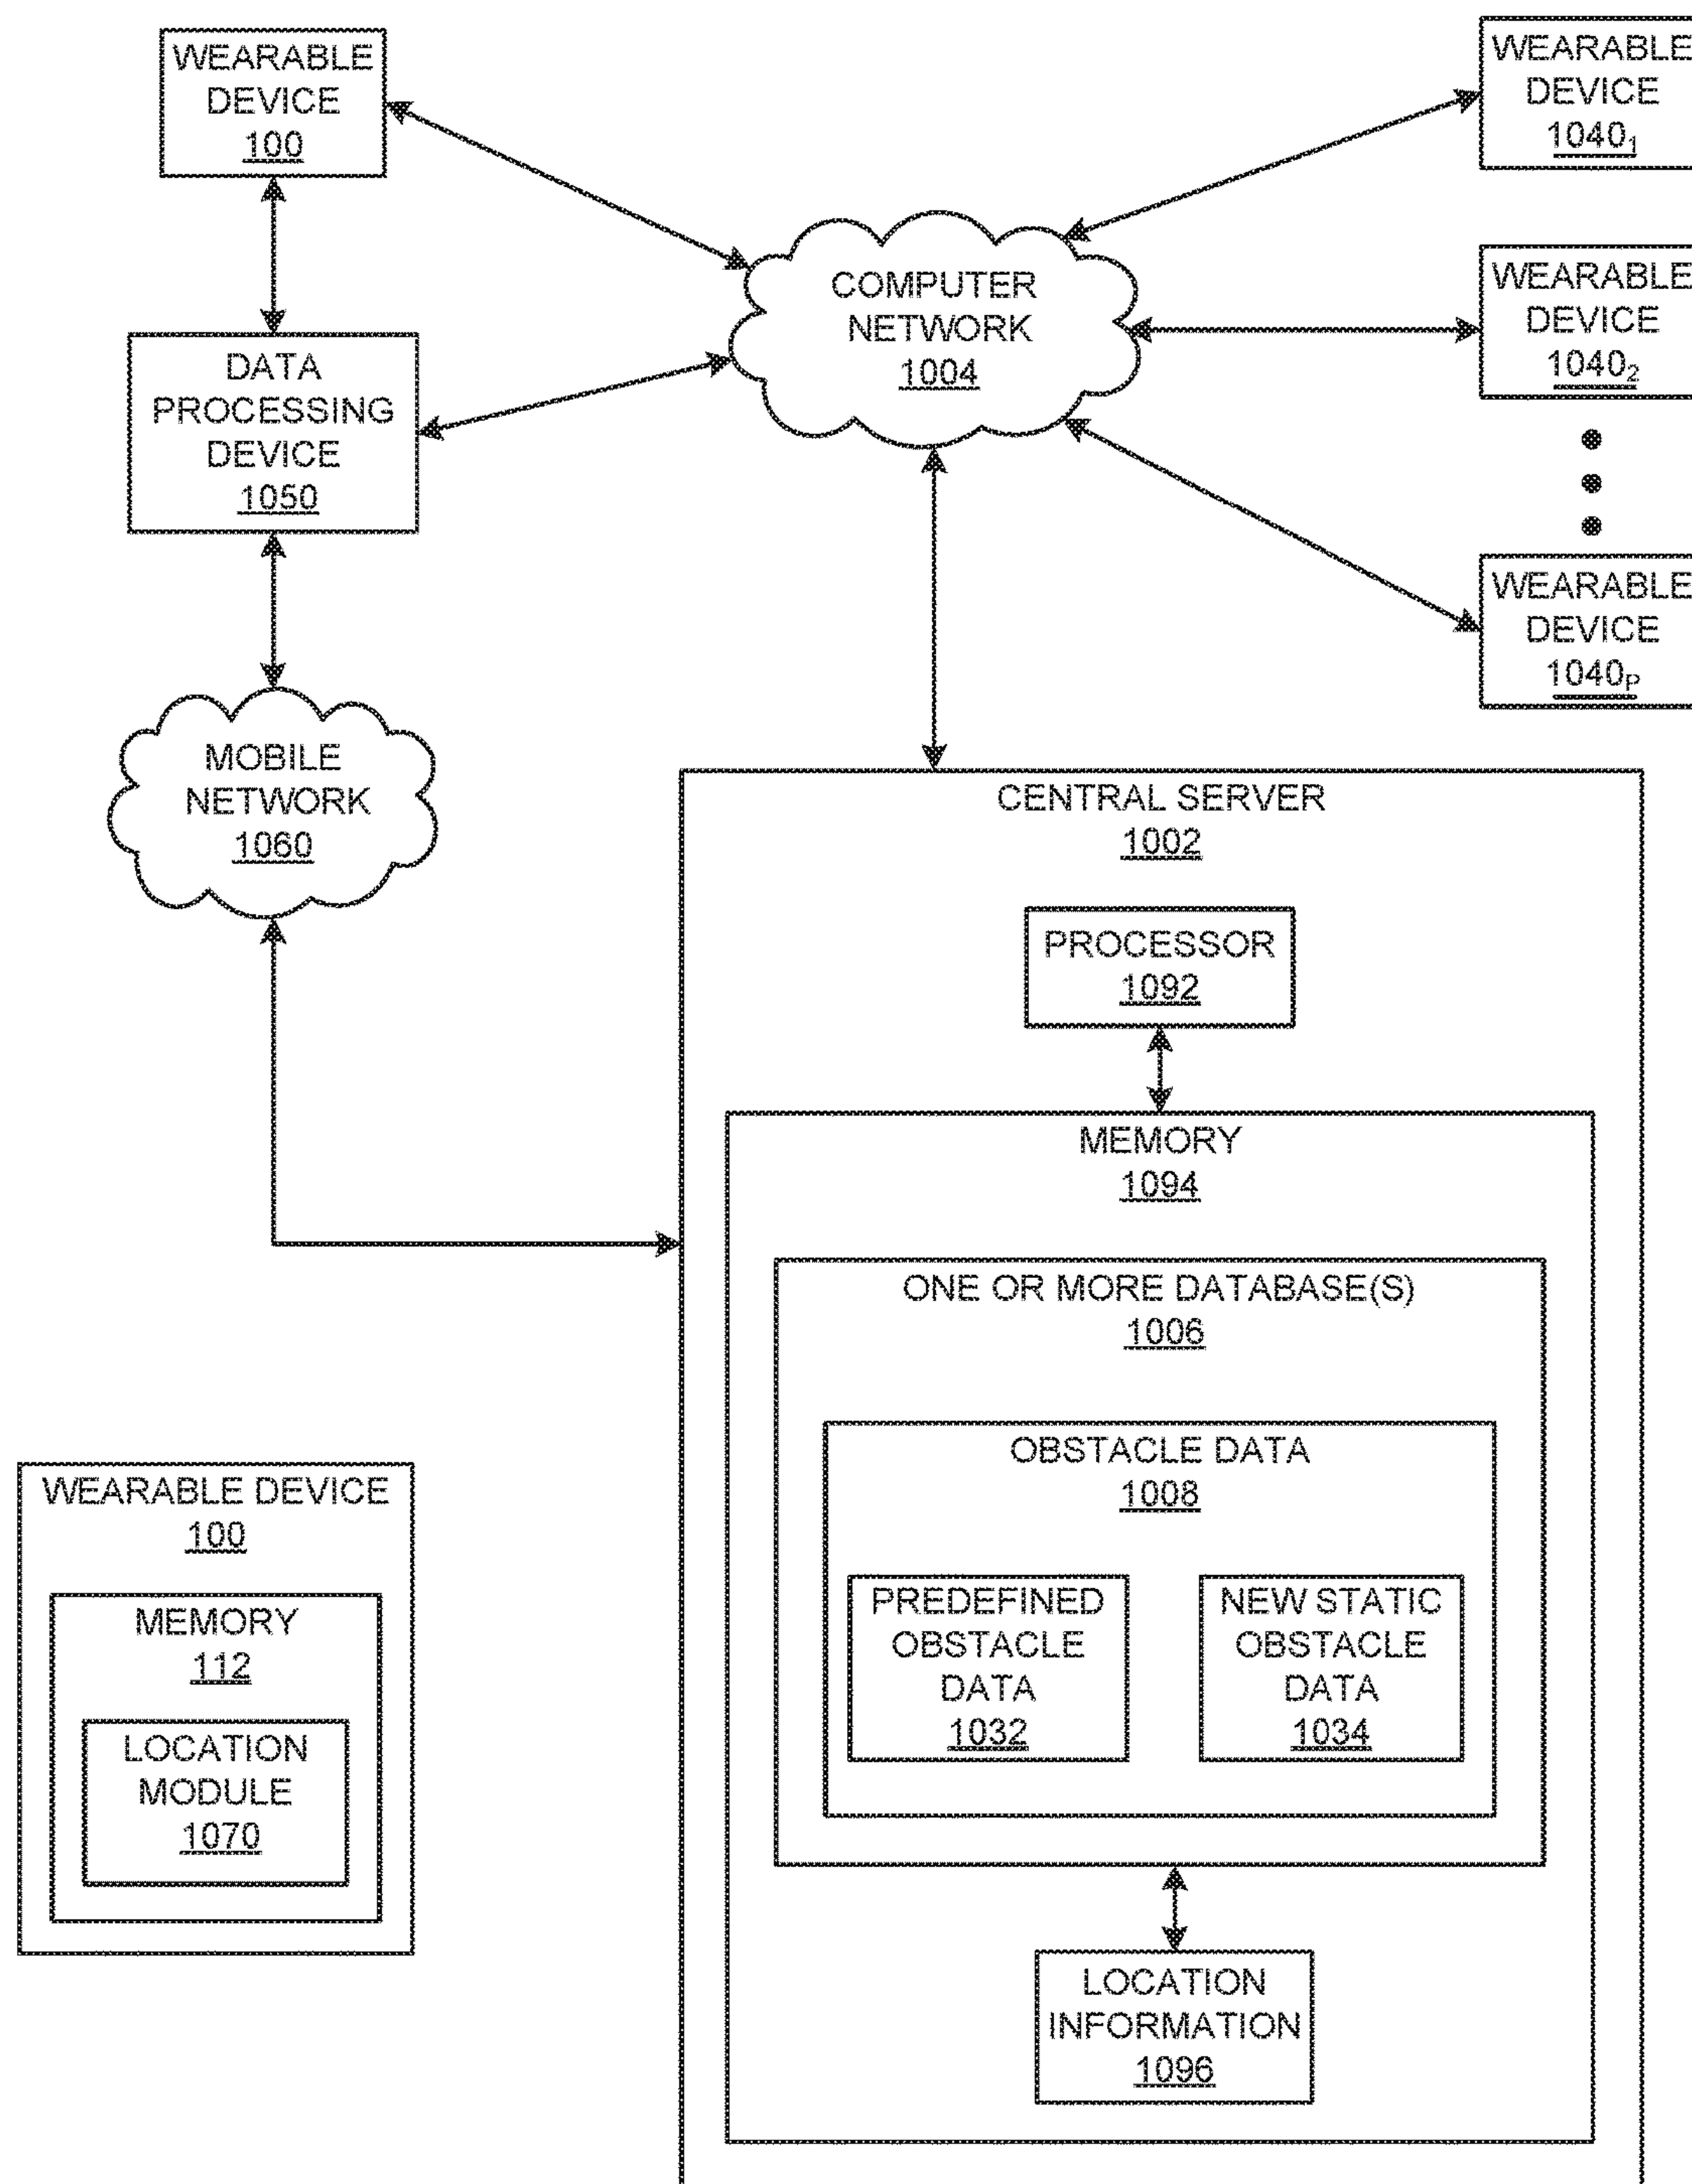 WEARABLE
DEVICE
100
WEARABLE
DEVICE
1040₁
COMPUTER
NETWORK
1004
WEARABLE
DEVICE
1040₂
DATA
PROCESSING
DEVICE
1050
WEARABLE
DEVICE
1040P
MOBILE
NETWORK
1060
CENTRAL SERVER
1002
PROCESSOR
1092
MEMORY
1094
ONE OR MORE DATABASE(S)
1006
OBSTACLE DATA
1008
PREDEFINED
OBSTACLE
DATA
1032
NEW STATIC
OBSTACLE
DATA
1034
LOCATION
INFORMATION
1096
WEARABLE DEVICE
100
MEMORY
112
LOCATION
MODULE
1070